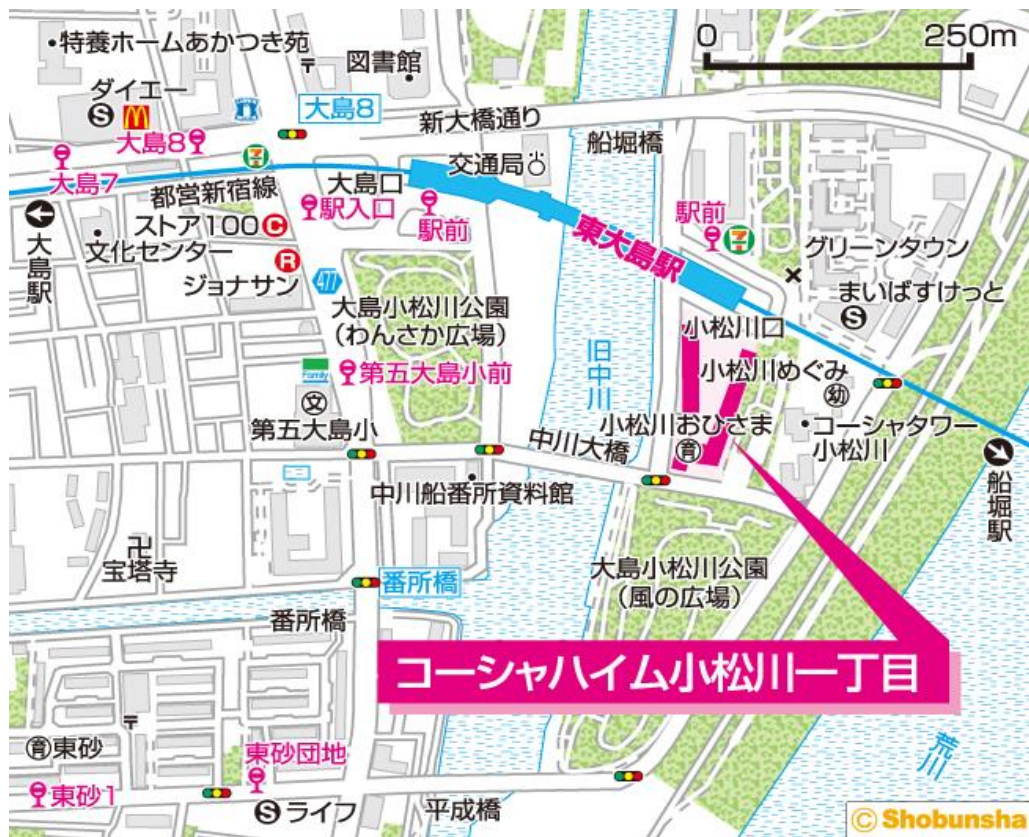 0 250m
・特養ホームあかつき苑
〒
図書館
ダイエー
S
M
大島8
大島8
大島7
新大橋通り
船堀橋
交通局
7
都営新宿線
大島口
駅入口
駅前
駅前
7
東大島駅
大島駅
ストア100
C
文化センター
R
ジョナサン
グリーンタウン
まいばすけっと
S
大島小松川公園
(わんさか広場)
旧中川
小松川口
小松川めぐみ
幼
Family
第五大島小前
文
第五大島小
小松川おひさま
育
・コーシャタワー
小松川
中川大橋
中川船番所資料館
船堀駅
卍
宝塔寺
大島小松川公園
(風の広場)
番所橋
番所橋
コーシャハイム小松川一丁目
〒
育東砂
東砂団地
東砂1
Sライフ
平成橋
荒川
© Shobunsha